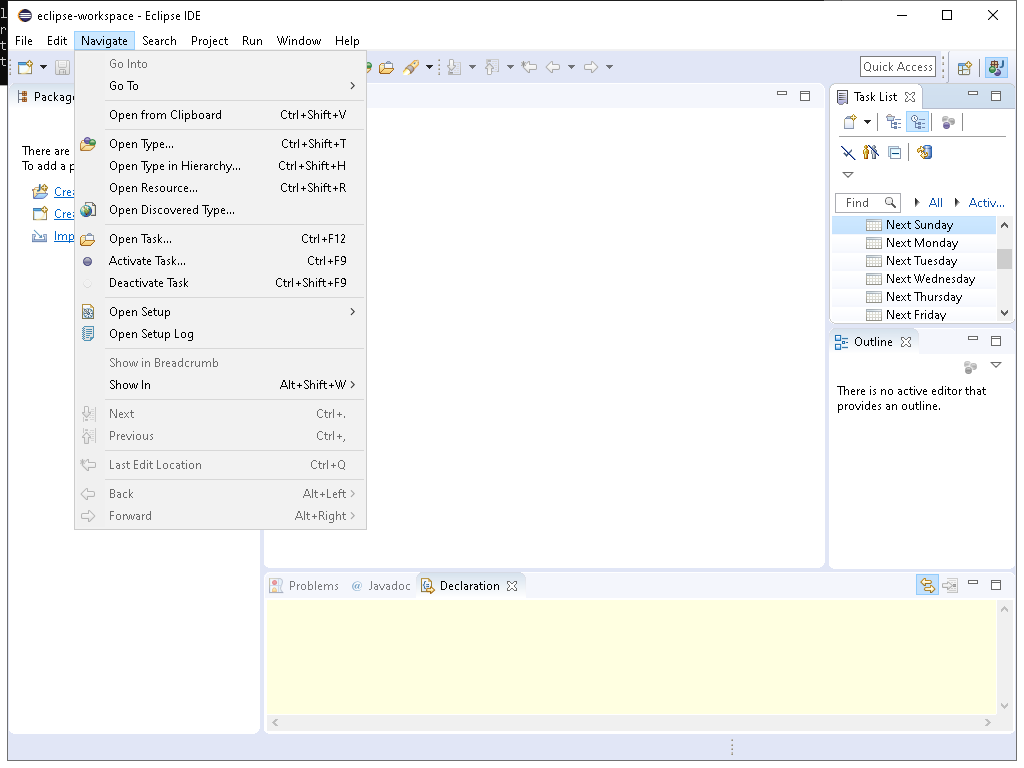 eclipse-workspace - Eclipse IDE
File Edit Navigate Search Project Run Window Help
Quick Access
Go Into
Go To
Open from Clipboard Ctrl+Shift+V
Open Type... Ctrl+Shift+T
Open Type in Hierarchy... Ctrl+Shift+H
Open Resource... Ctrl+Shift+R
Open Discovered Type...
Open Task... Ctrl+F12
Activate Task... Ctrl+F9
Deactivate Task Ctrl+Shift+F9
Open Setup
Open Setup Log
Show in Breadcrumb
Show In Alt+Shift+W
Next Ctrl+.
Previous Ctrl+,
Last Edit Location Ctrl+Q
Back Alt+Left
Forward Alt+Right
Packag
There are
To add a p
Crea
Crea
Imp
Task List
Find All Activ...
Next Sunday
Next Monday
Next Tuesday
Next Wednesday
Next Thursday
Next Friday
Outline
There is no active editor that
provides an outline.
Problems @ Javadoc Declaration